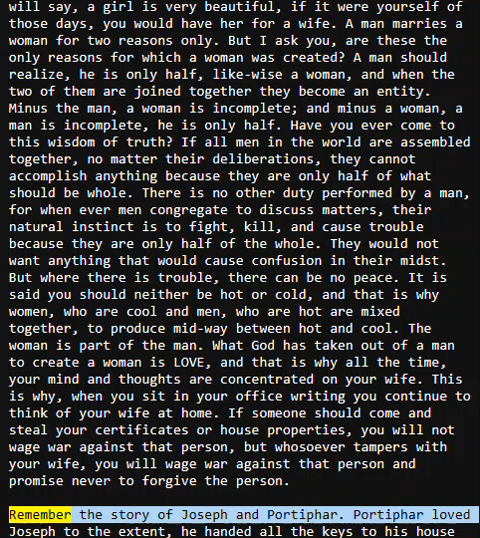 will say, a girl is very beautiful, if it were yourself of
those days, you would have her for a wife. A man marries a
woman for two reasons only. But I ask you, are these the
only reasons for which a woman was created? A man should
realize, he is only half, like-wise a woman, and when the
two of them are joined together they become an entity.
Minus the man, a woman is incomplete; and minus a woman, a
man is incomplete, he is only half. Have you ever come to
this wisdom of truth? If all men in the world are assembled
together, no matter their deliberations, they cannot
accomplish anything because they are only half of what
should be whole. There is no other duty performed by a man,
for when ever men congregate to discuss matters, their
natural instinct is to fight, kill, and cause trouble
because they are only half of the whole. They would not
want anything that would cause confusion in their midst.
But where there is trouble, there can be no peace. It is
said you should neither be hot or cold, and that is why
women, who are cool and men, who are hot are mixed
together, to produce mid-way between hot and cool. The
woman is part of the man. What God has taken out of a man
to create a woman is LOVE, and that is why all the time,
your mind and thoughts are concentrated on your wife. This
is why, when you sit in your office writing you continue to
think of your wife at home. If someone should come and
steal your certificates or house properties, you will not
wage war against that person, but whosoever tampers with
your wife, you will wage war against that person and
promise never to forgive the person.
Remember the story of Joseph and Portiphar. Portiphar loved
Joseph to the extent, he handed all the keys to his house